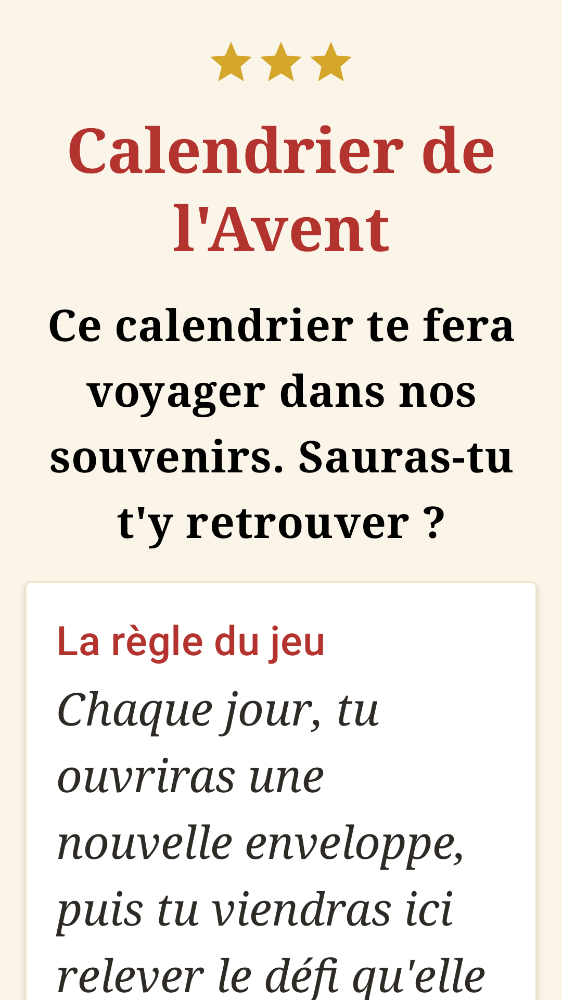 Calendrier de
l'Avent
Ce calendrier te fera
voyager dans nos
souvenirs. Sauras-tu
t'y retrouver ?
La règle du jeu
Chaque jour, tu
ouvriras une
nouvelle enveloppe,
puis tu viendras ici
relever le défi qu'elle